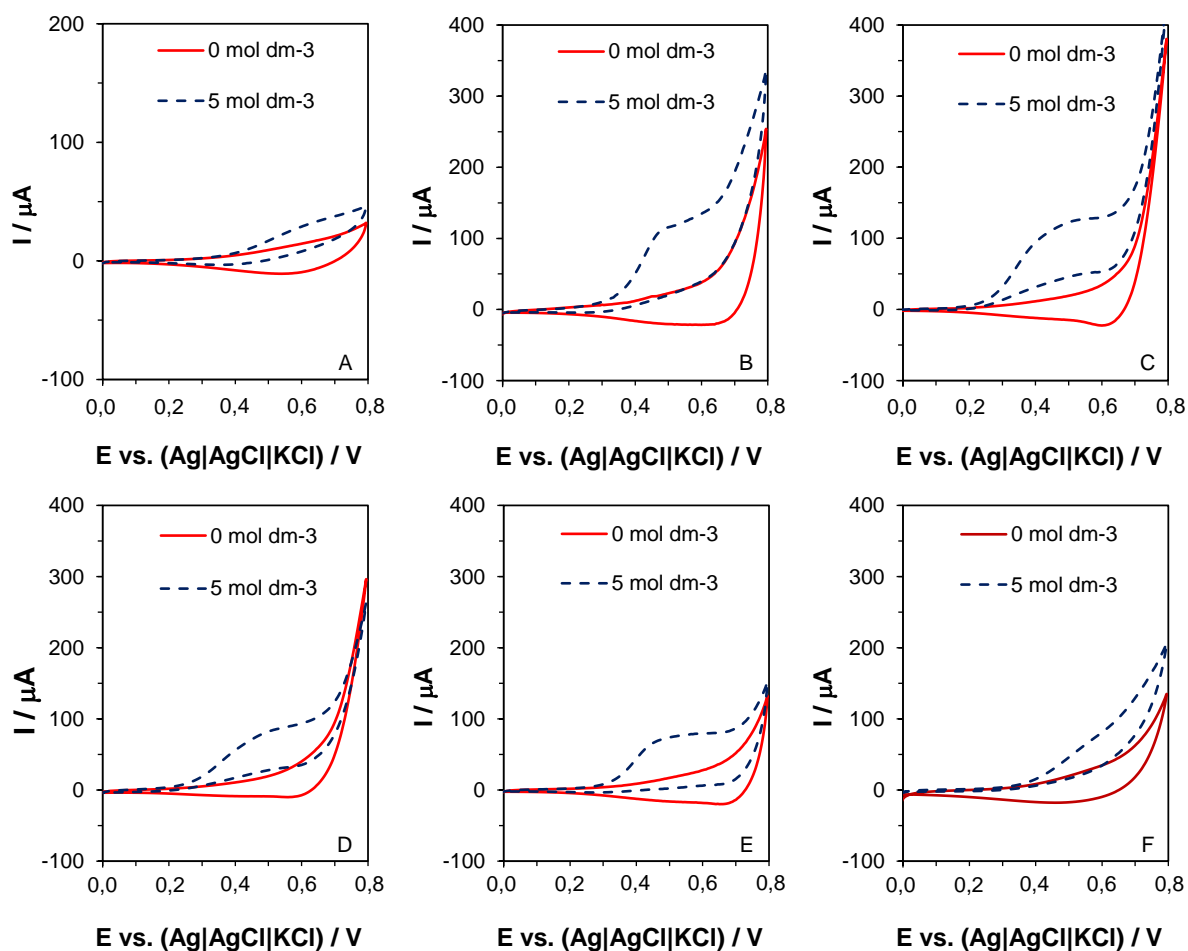 200
100
0
-100
0 mol dm-3
5 mol dm-3
A
I / µA
0,0 0,2 0,4 0,6 0,8
E vs. (Ag|AgCl|KCl) / V
400
300
200
100
0
-100
0 mol dm-3
5 mol dm-3
B
I / µA
0,0 0,2 0,4 0,6 0,8
E vs. (Ag|AgCl|KCl) / V
400
300
200
100
0
-100
0 mol dm-3
5 mol dm-3
C
I / µA
0,0 0,2 0,4 0,6 0,8
E vs. (Ag|AgCl|KCl) / V
400
300
200
100
0
-100
0 mol dm-3
5 mol dm-3
D
I / µA
0,0 0,2 0,4 0,6 0,8
E vs. (Ag|AgCl|KCl) / V
400
300
200
100
0
-100
0 mol dm-3
5 mol dm-3
E
I / µA
0,0 0,2 0,4 0,6 0,8
E vs. (Ag|AgCl|KCl) / V
400
300
200
100
0
-100
0 mol dm-3
5 mol dm-3
F
I / µA
0,0 0,2 0,4 0,6 0,8
E vs. (Ag|AgCl|KCl) / V